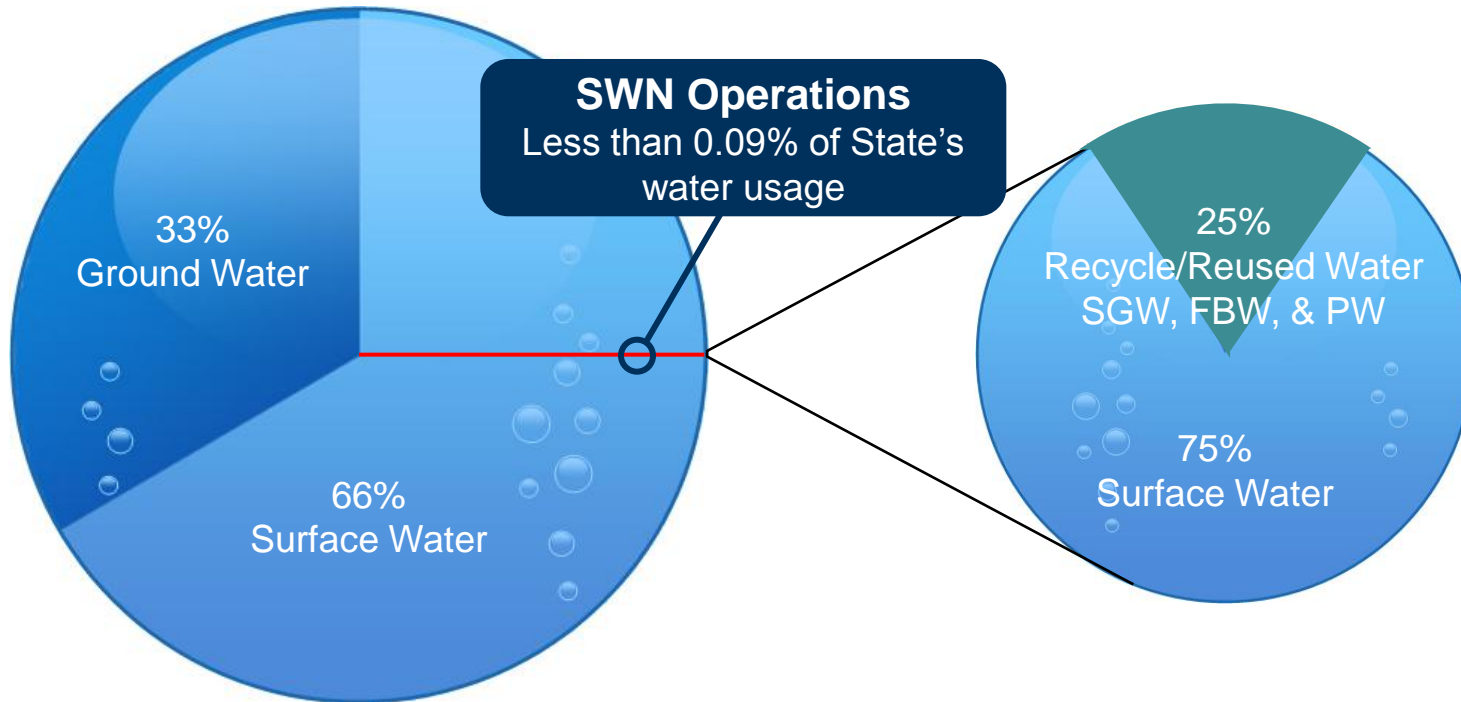 SWN Operations
Less than 0.09% of State’s
water usage
33%
Ground Water
66%
Surface Water
25%
Recycle/Reused Water
SGW, FBW, & PW
75%
Surface Water